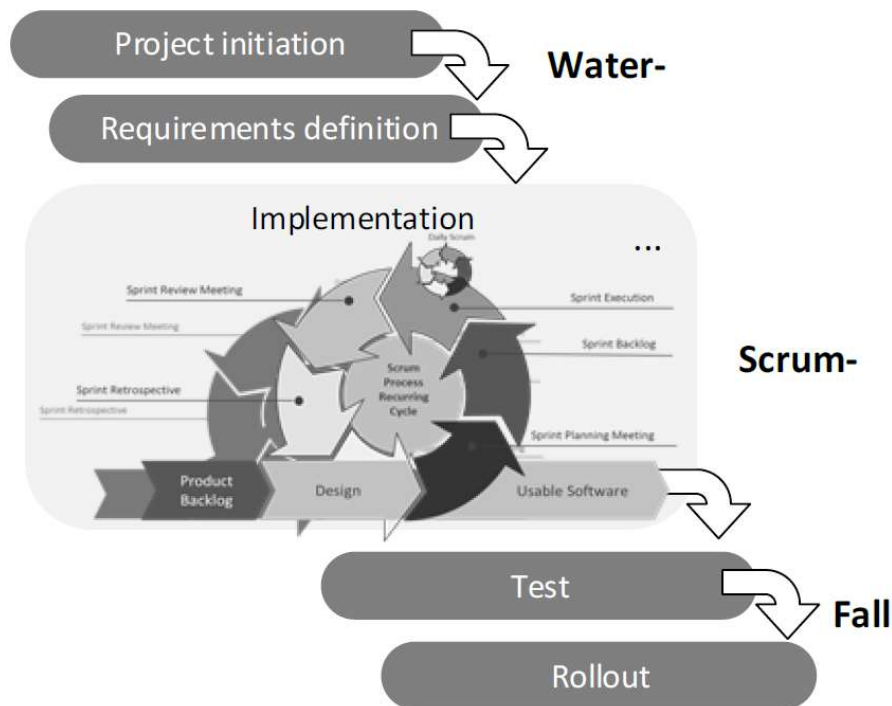 Project initiation
Water-
Requirements definition
Implementation
...
Daily Scrum
Sprint Review Meeting
Sprint Execution
Sprint Review Meeting
Sprint Backlog
Scrum-
Scrum
Process
Recurring
Cycle
Sprint Retrospective
Sprint Retrospective
Sprint Planning Meeting
Product
Backlog
Design
Usable Software
Test
Fall
Rollout